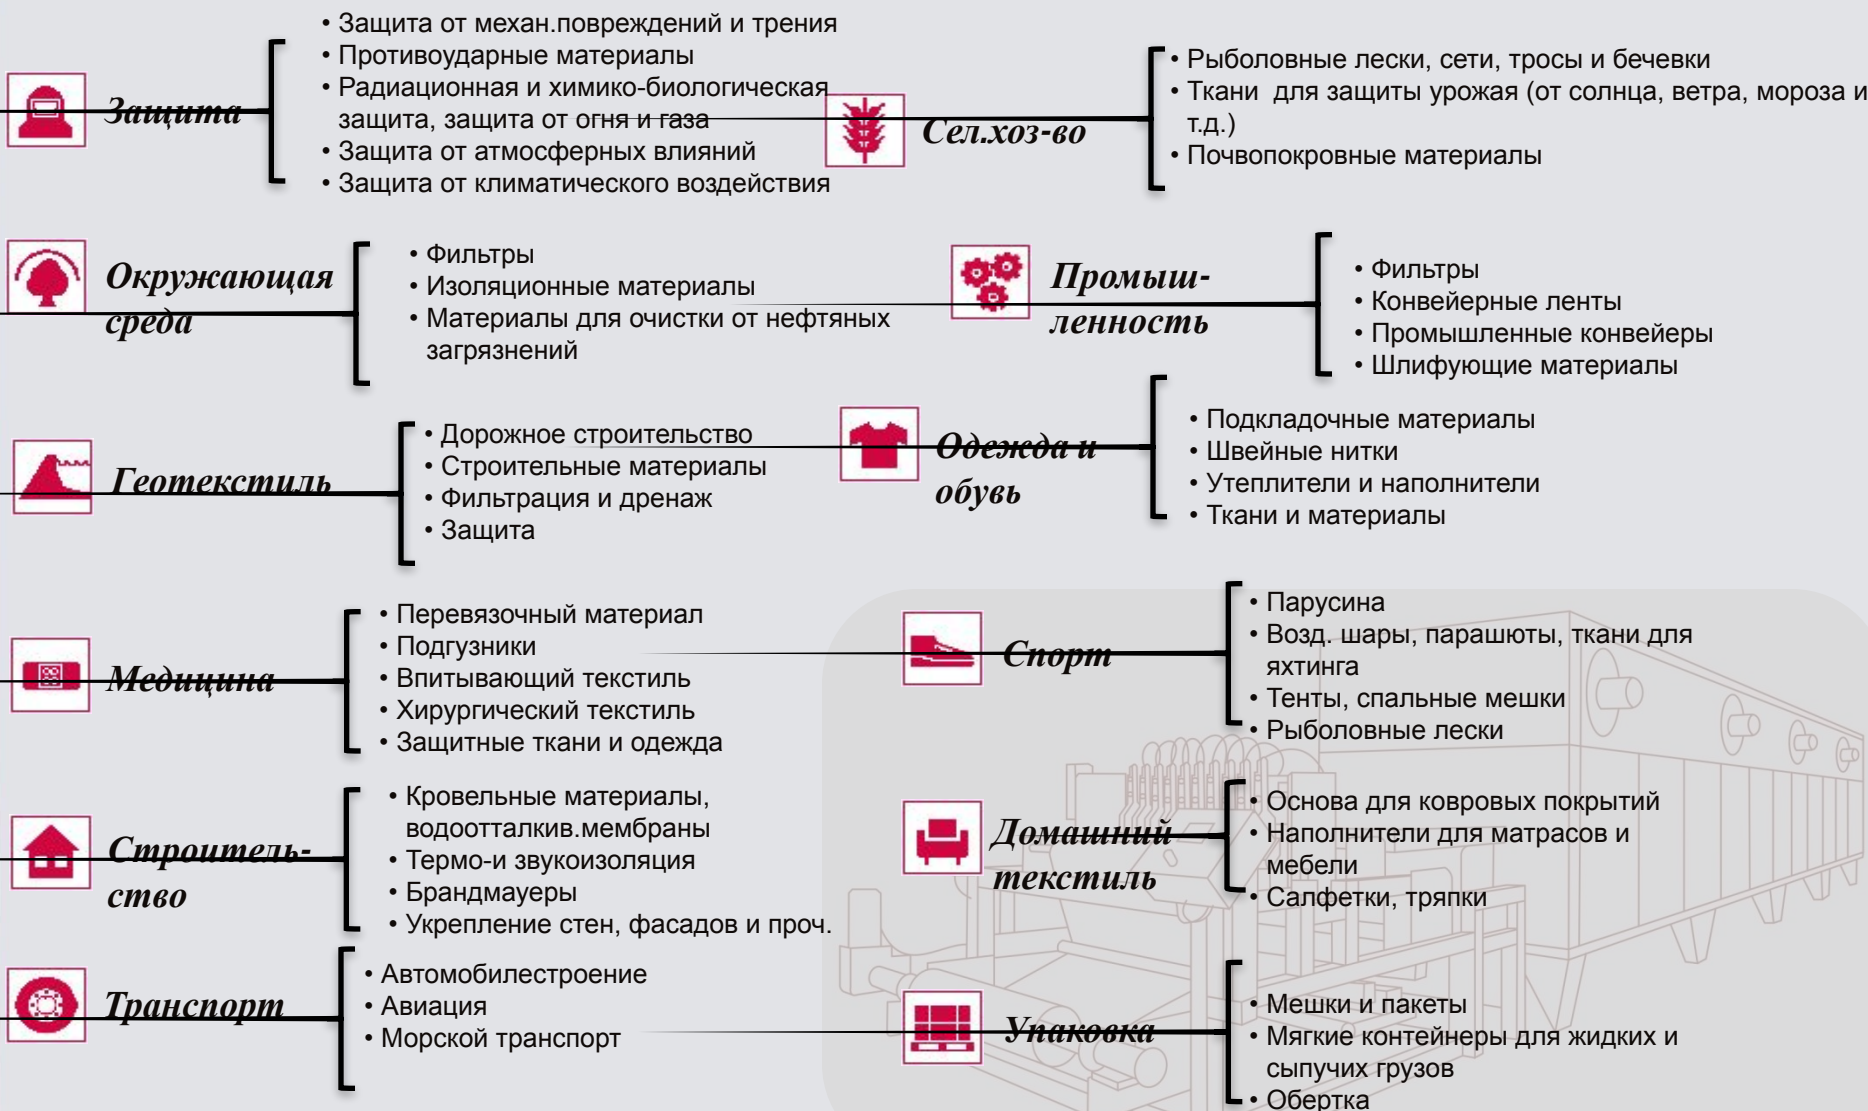 Защита
• Защита от механ.повреждений и трения
• Противоударные материалы
• Радиационная и химико-биологическая
защита, защита от огня и газа
• Защита от атмосферных влияний
• Защита от климатического воздействия
Сел.хоз-во
• Рыболовные лески, сети, тросы и бечевки
• Ткани для защиты урожая (от солнца, ветра, мороза и
т.д.)
• Почвопокровные материалы
Окружающая
среда
• Фильтры
• Изоляционные материалы
• Материалы для очистки от нефтяных
загрязнений
Промыш-
ленность
• Фильтры
• Конвейерные ленты
• Промышленные конвейеры
• Шлифующие материалы
Геотекстиль
• Дорожное строительство
• Строительные материалы
• Фильтрация и дренаж
• Защита
Одежда и
обувь
• Подкладочные материалы
• Швейные нитки
• Утеплители и наполнители
• Ткани и материалы
Медицина
• Перевязочный материал
• Подгузники
• Впитывающий текстиль
• Хирургический текстиль
• Защитные ткани и одежда
Спорт
• Парусина
• Возд. шары, парашюты, ткани для
яхтинга
• Тенты, спальные мешки
• Рыболовные лески
Строитель-
ство
• Кровельные материалы,
водоотталкив.мембраны
• Термо-и звукоизоляция
• Брандмауеры
• Укрепление стен, фасадов и проч.
Домашний
текстиль
• Основа для ковровых покрытий
• Наполнители для матрасов и
мебели
• Салфетки, тряпки
Транспорт
• Автомобилестроение
• Авиация
• Морской транспорт
Упаковка
• Мешки и пакеты
• Мягкие контейнеры для жидких и
сыпучих грузов
• Обертка